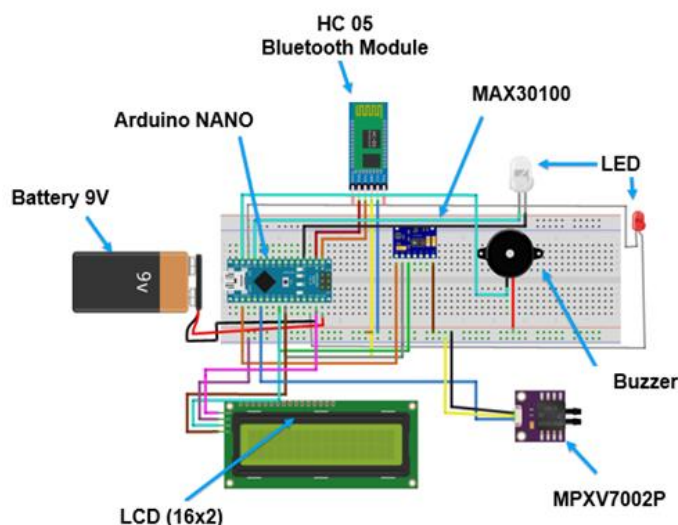 HC 05
Bluetooth Module
MAX30100
Arduino NANO
LED
Battery 9V
9v
Buzzer
MPXV7002P
LCD (16x2)